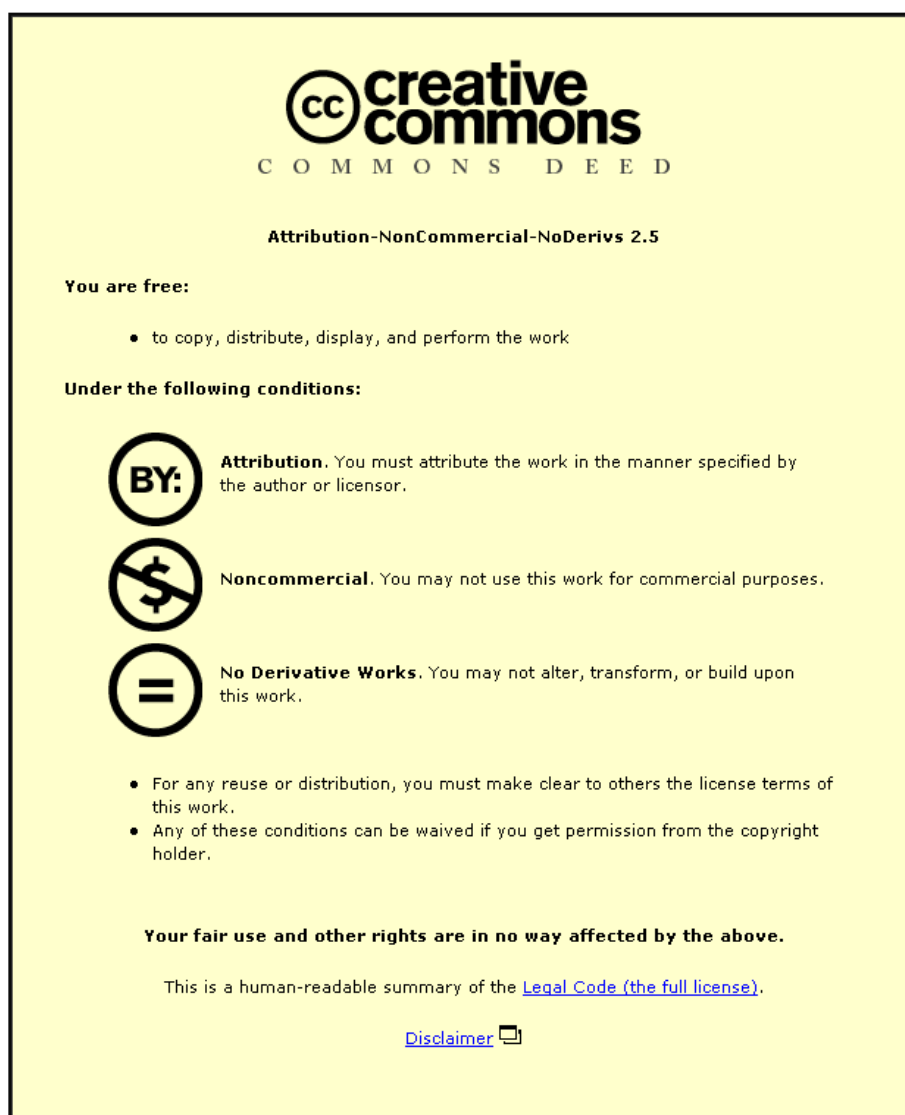 cc creative
commons
COMMONS DEED
Attribution-NonCommercial-NoDerivs 2.5
You are free:
• to copy, distribute, display, and perform the work
Under the following conditions:
BY:
Attribution. You must attribute the work in the manner specified by
the author or licensor.
$
Noncommercial. You may not use this work for commercial purposes.
=
No Derivative Works. You may not alter, transform, or build upon
this work.
• For any reuse or distribution, you must make clear to others the license terms of
this work.
• Any of these conditions can be waived if you get permission from the copyright
holder.
Your fair use and other rights are in no way affected by the above.
This is a human-readable summary of the Legal Code (the full license).
Disclaimer